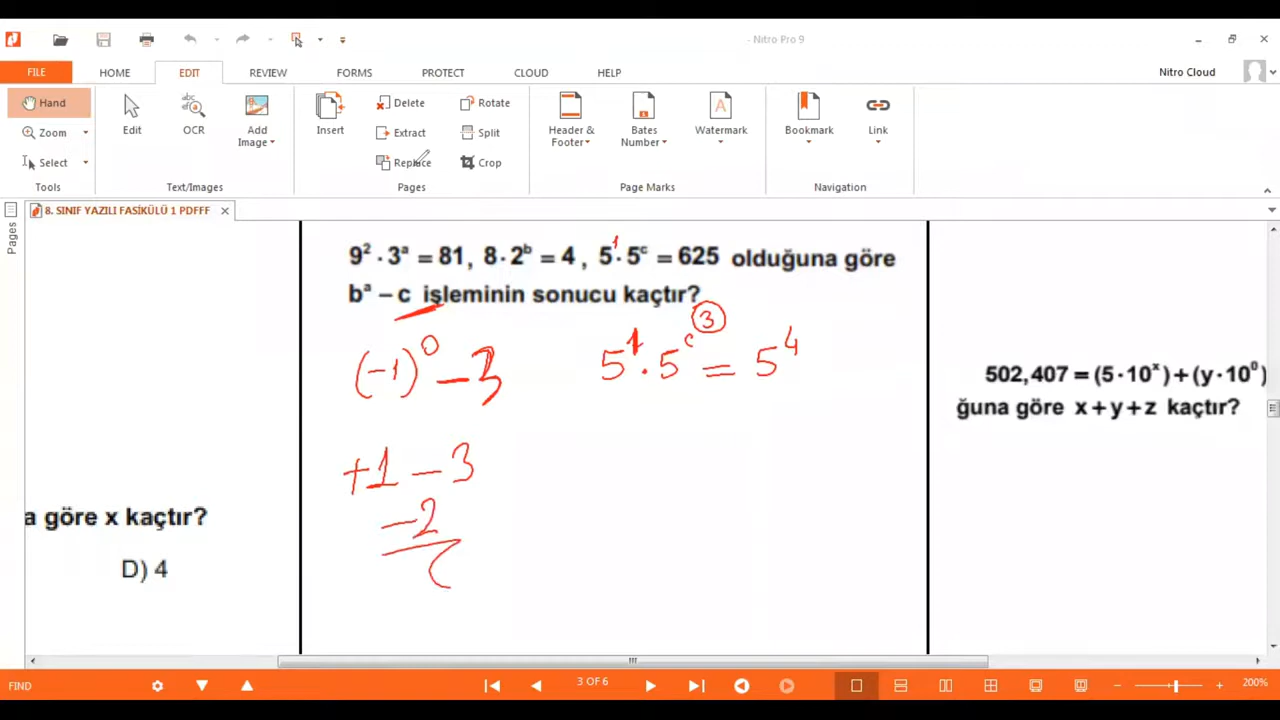 - Nitro Pro 9
FILE HOME EDIT REVIEW FORMS PROTECT CLOUD HELP Nitro Cloud
Hand Zoom Select Tools
Edit OCR Add Image Text/Images
Insert Delete Extract Replace Rotate Split Crop Pages
Header & Footer Bates Number Watermark Page Marks
Bookmark Link Navigation
8. SINIF YAZILI FASİKÜLÜ 1 PDFFF
Pages
a göre x kaçtır?
D) 4
9² · 3ᵃ = 81, 8 · 2ᵇ = 4 , 5¹ · 5ᶜ = 625 olduğuna göre
bᵃ – c işleminin sonucu kaçtır?
(-1)⁰ - 3
5¹ · 5ᶜ ③ = 5⁴
+1 - 3
-2
502,407 = (5 · 10ˣ) + (y · 10⁰)
ğuna göre x + y + z kaçtır?
FIND 3 OF 6 200%